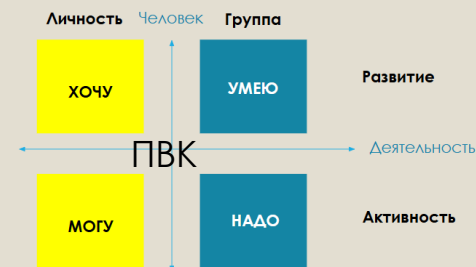 Личность Человек Группа
ХОЧУ УМЕЮ Развитие
ПВК Деятельность
МОГУ НАДО Активность